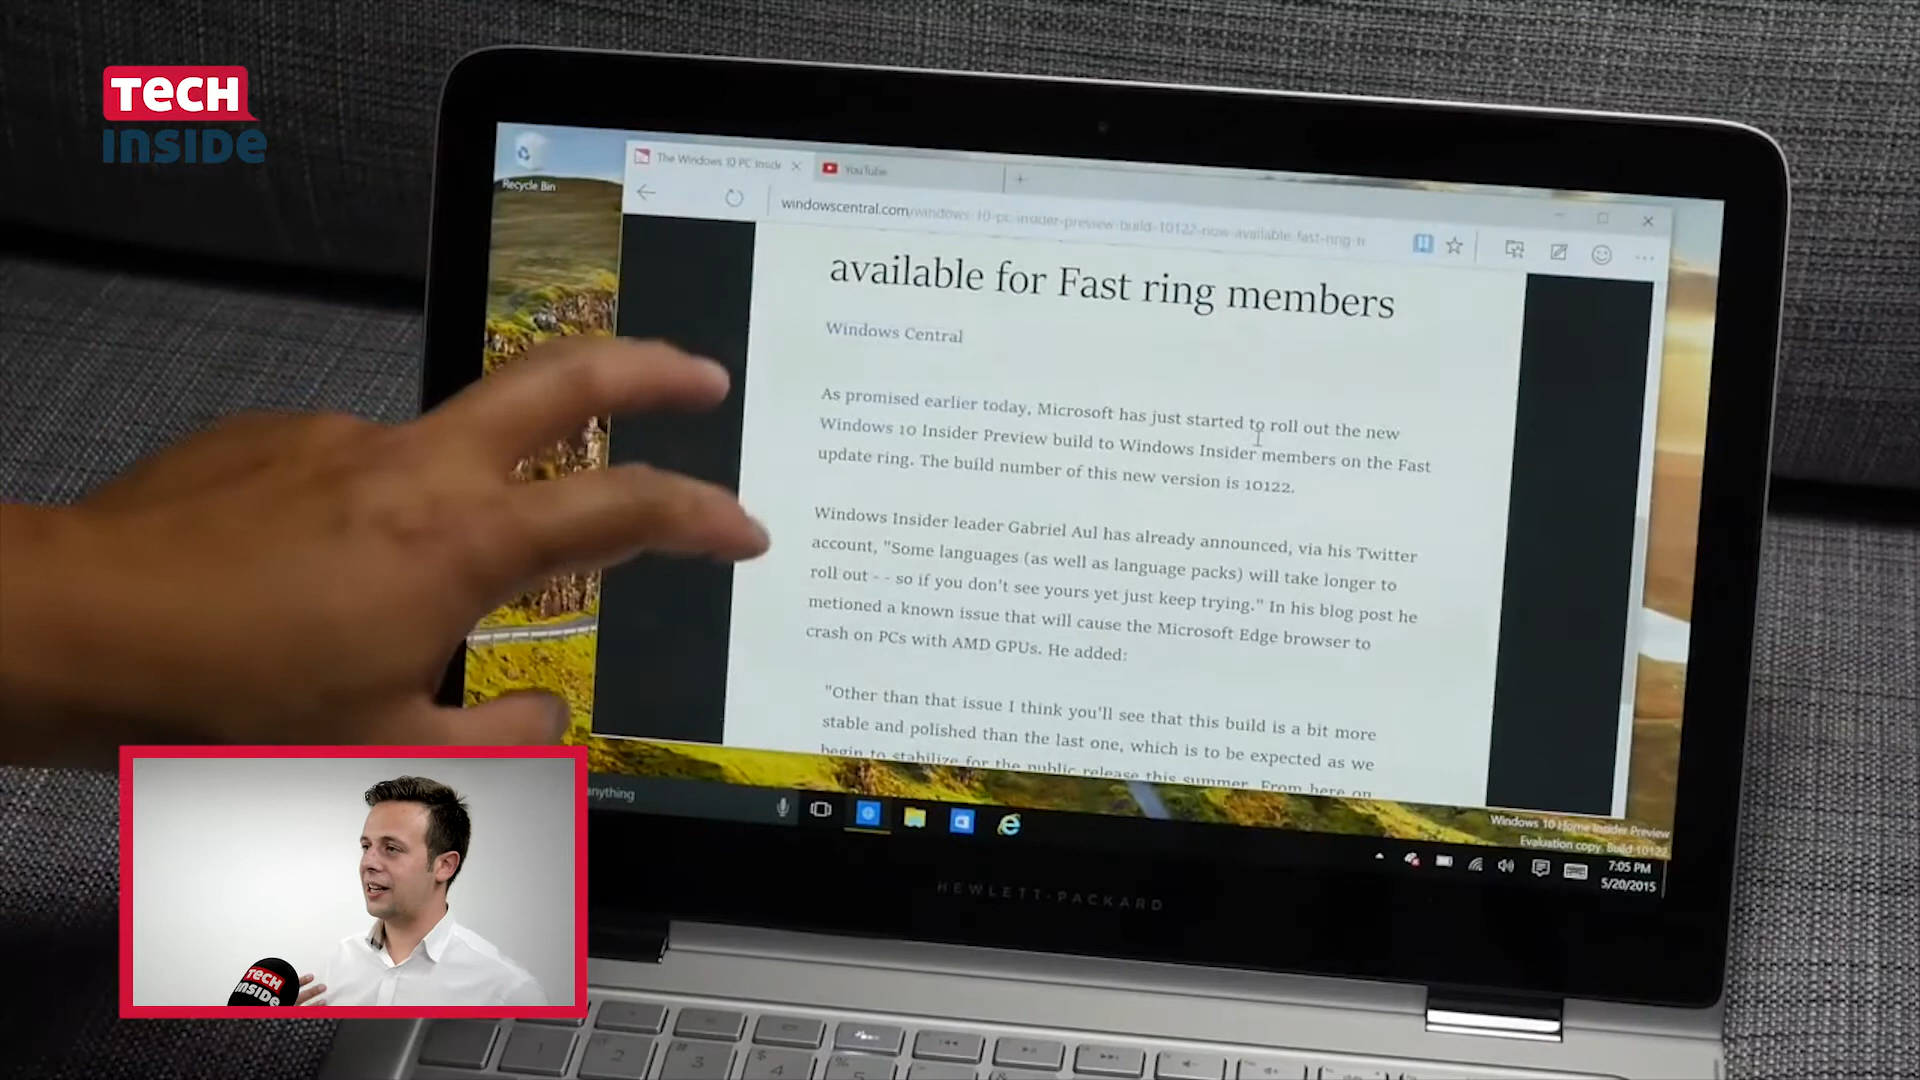 TECH
INSIDE
Recycle Bin
The Windows 10 PC Inside
YouTube
windowscentral.com/windows-10-pc-insider-preview-build-10122-now-available-fast-ring
available for Fast ring members
Windows Central
As promised earlier today, Microsoft has just started to roll out the new
Windows 10 Insider Preview build to Windows Insider members on the Fast
update ring. The build number of this new version is 10122.
Windows Insider leader Gabriel Aul has already announced, via his Twitter
account, "Some languages (as well as language packs) will take longer to
roll out - - so if you don't see yours yet just keep trying." In his blog post he
metioned a known issue that will cause the Microsoft Edge browser to
crash on PCs with AMD GPUs. He added:
"Other than that issue I think you'll see that this build is a bit more
stable and polished than the last one, which is to be expected as we
begin to stabilize for the public release this summer. From here on
anything
Windows 10 Home Insider Preview
Evaluation copy. Build 10122
7:05 PM
5/20/2015
HEWLETT-PACKARD
TECH
INSIDE
1
2
#
3
$
4
%
5